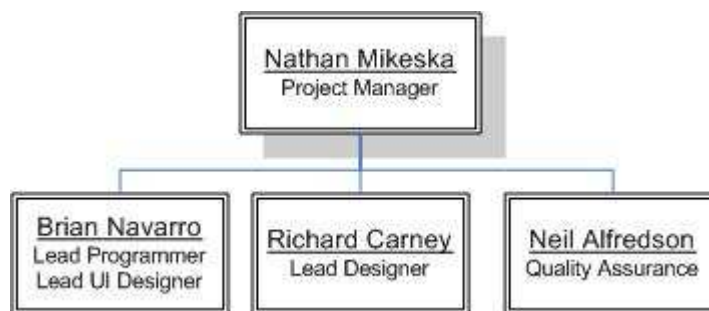 Nathan Mikeska
Project Manager
Brian Navarro
Lead Programmer
Lead UI Designer
Richard Carney
Lead Designer
Neil Alfredson
Quality Assurance